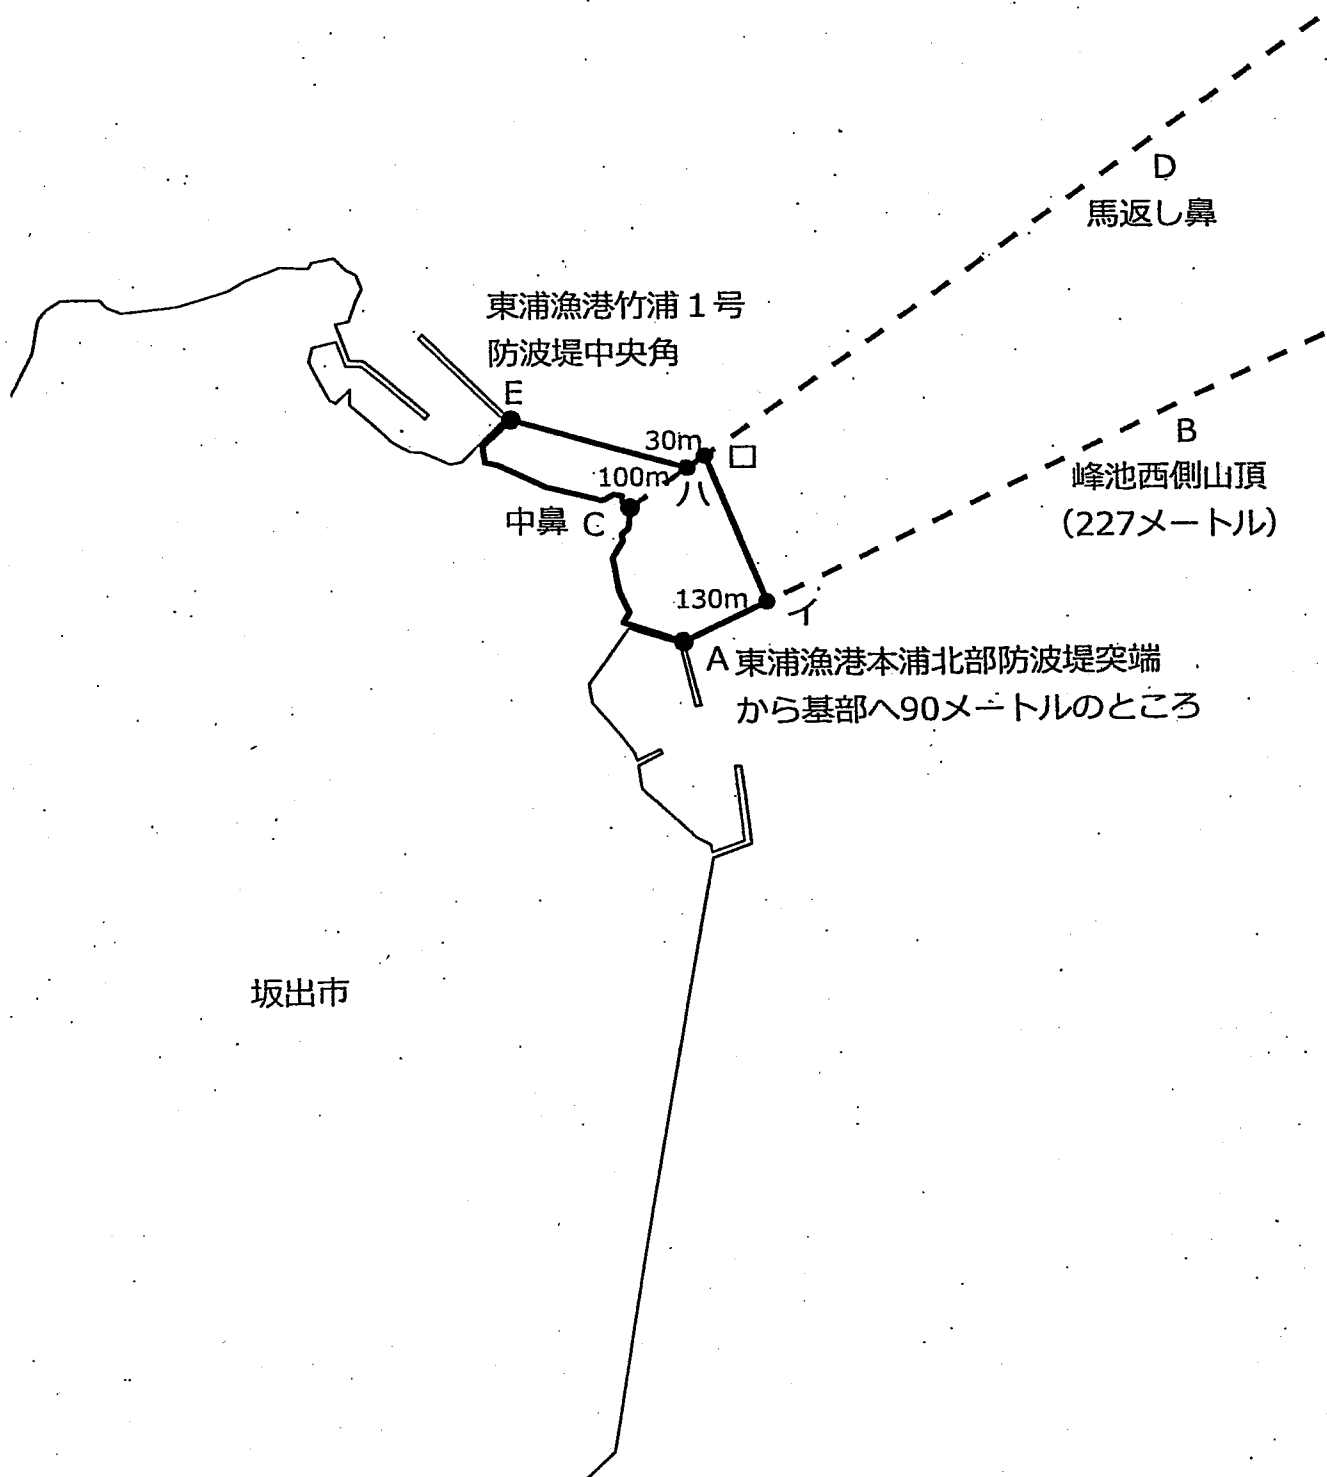 D
馬返し鼻
東浦漁港竹浦1号
防波堤中央角
E
30m
ロ
100m
ハ
B
峰池西側山頂
(227メートル)
中鼻 C
130m
イ
A 東浦漁港本浦北部防波堤突端
から基部へ90メートルのところ
坂出市